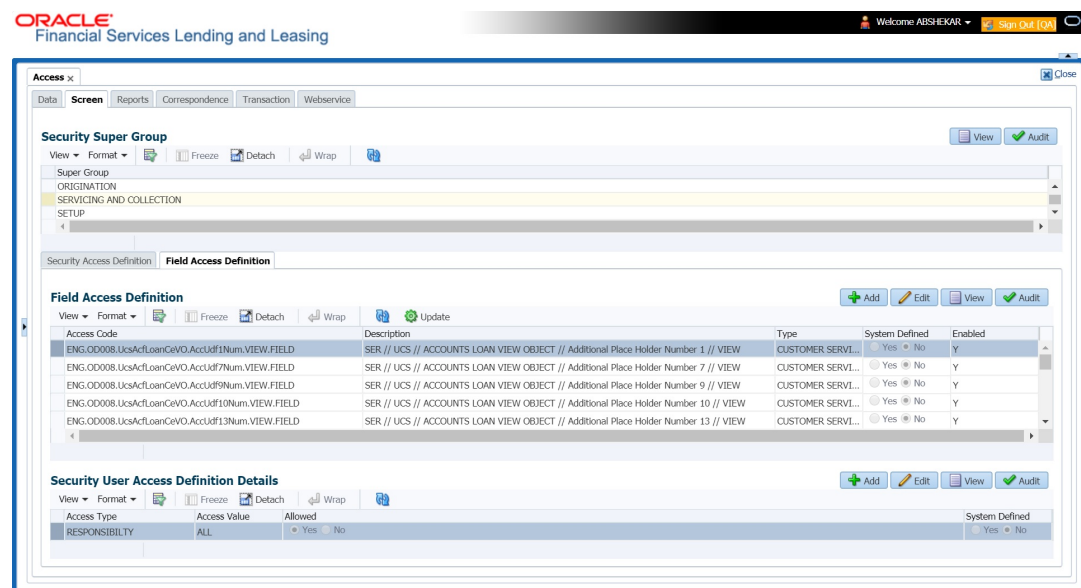 ORACLE
Financial Services Lending and Leasing
Welcome ABSHEKAR
Sign Out [QA]
Access x
Close
Data Screen Reports Correspondence Transaction Webservice
Security Super Group
View Audit
View Format Freeze Detach Wrap
Super Group
ORIGINATION
SERVICING AND COLLECTION
SETUP
Security Access Definition Field Access Definition
Field Access Definition
Add Edit View Audit
View Format Freeze Detach Wrap Update
Access Code Description Type System Defined Enabled
ENG.OD008.UcsAcfLoanCeVO.AccUdf1Num.VIEW.FIELD SER // UCS // ACCOUNTS LOAN VIEW OBJECT // Additional Place Holder Number 1 // VIEW CUSTOMER SERVI... Yes No Y
ENG.OD008.UcsAcfLoanCeVO.AccUdf7Num.VIEW.FIELD SER // UCS // ACCOUNTS LOAN VIEW OBJECT // Additional Place Holder Number 7 // VIEW CUSTOMER SERVI... Yes No Y
ENG.OD008.UcsAcfLoanCeVO.AccUdf9Num.VIEW.FIELD SER // UCS // ACCOUNTS LOAN VIEW OBJECT // Additional Place Holder Number 9 // VIEW CUSTOMER SERVI... Yes No Y
ENG.OD008.UcsAcfLoanCeVO.AccUdf10Num.VIEW.FIELD SER // UCS // ACCOUNTS LOAN VIEW OBJECT // Additional Place Holder Number 10 // VIEW CUSTOMER SERVI... Yes No Y
ENG.OD008.UcsAcfLoanCeVO.AccUdf13Num.VIEW.FIELD SER // UCS // ACCOUNTS LOAN VIEW OBJECT // Additional Place Holder Number 13 // VIEW CUSTOMER SERVI... Yes No Y
Security User Access Definition Details
Add Edit View Audit
View Format Freeze Detach Wrap
Access Type Access Value Allowed System Defined
RESPONSIBILTY ALL Yes No Yes No